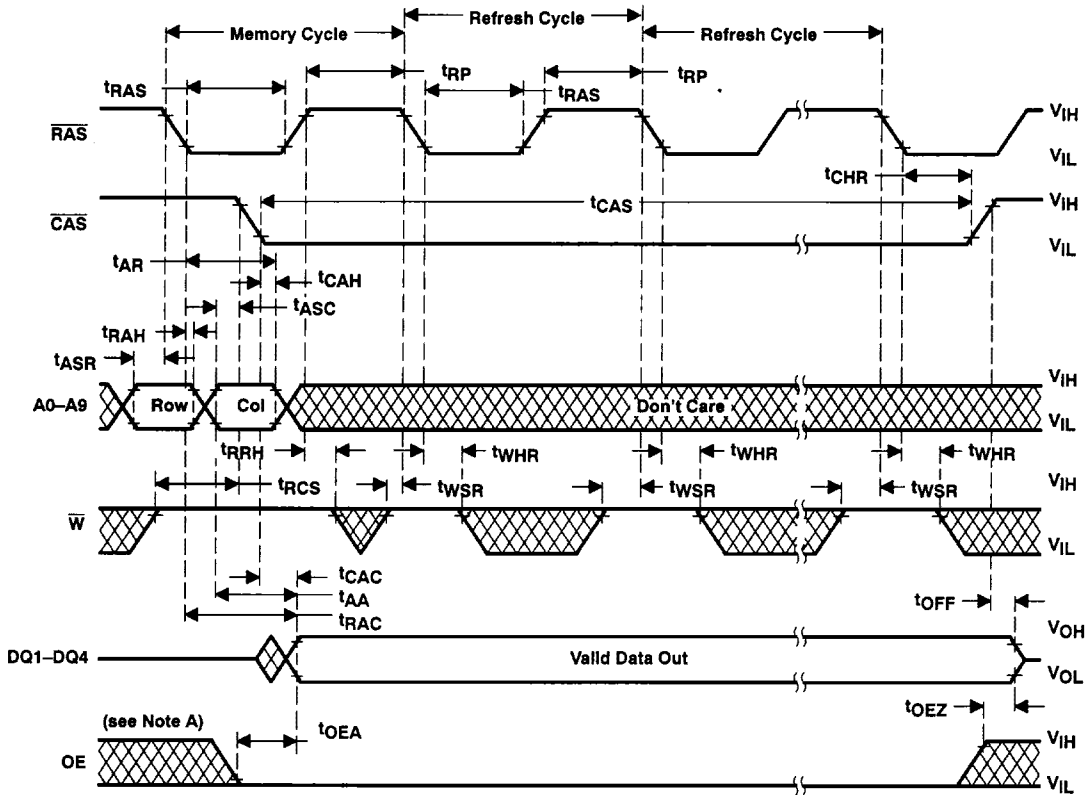 Memory Cycle
Refresh Cycle
Refresh Cycle
tRP
tRP
tRAS
tRAS
RAS
VIH
VIL
tCHR
tCAS
CAS
VIH
VIL
tAR
tCAH
tASC
tRAH
tASR
A0–A9
Row
Col
Don't Care
VIH
VIL
tRRH
tWHR
tWHR
tWHR
tRCS
tWSR
tWSR
tWSR
W
VIH
VIL
tCAC
tAA
tRAC
tOFF
DQ1–DQ4
Valid Data Out
VOH
VOL
(see Note A)
tOEA
tOEZ
OE
VIH
VIL